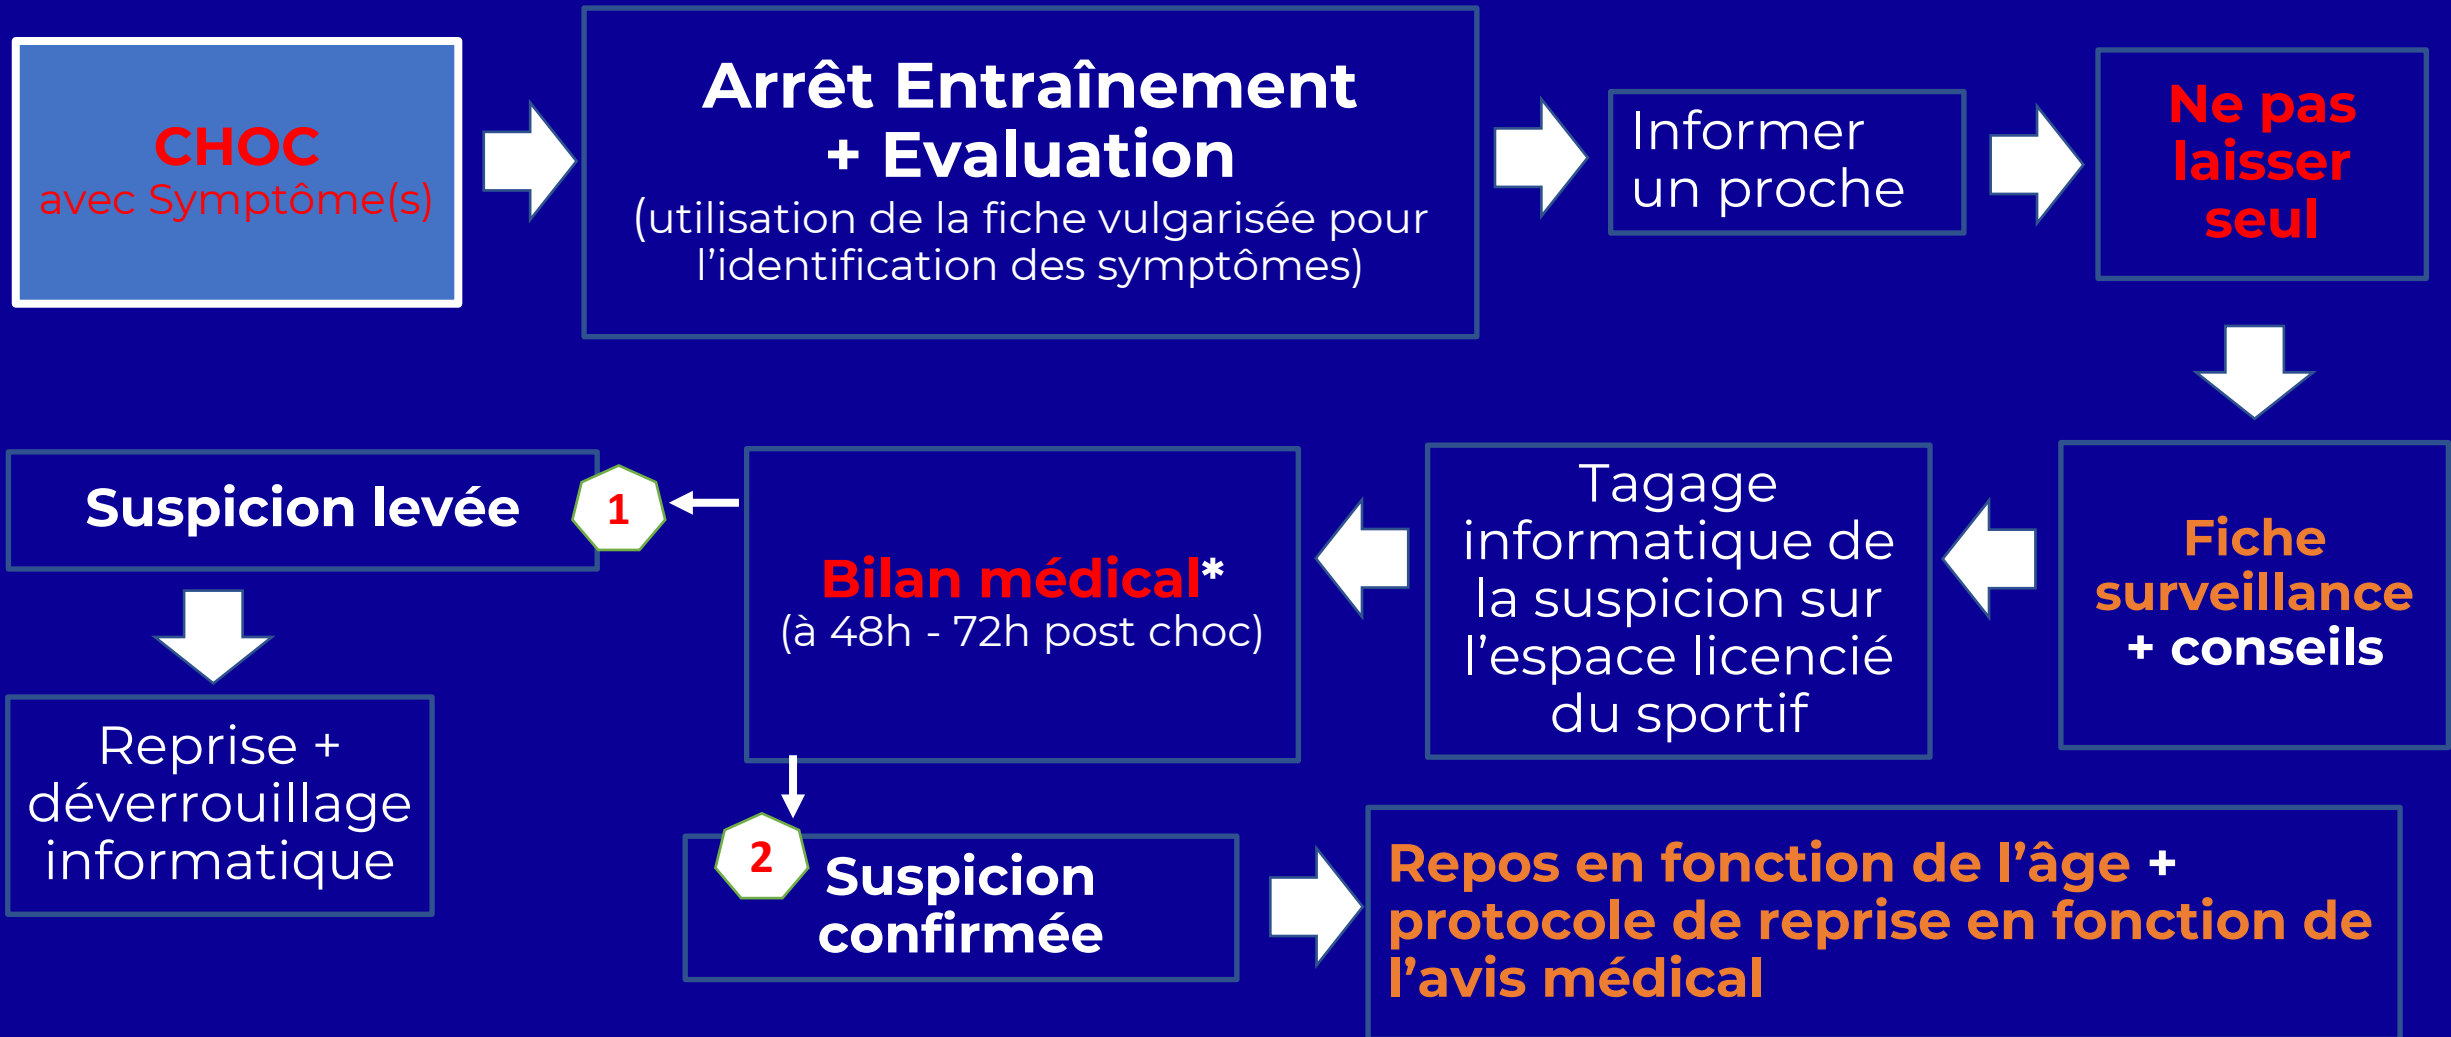 CHOC
avec Symptôme(s)
Arrêt Entraînement
+ Evaluation
(utilisation de la fiche vulgarisée pour
l’identification des symptômes)
Informer
un proche
Ne pas
laisser
seul
Fiche
surveillance
+ conseils
Tagage
informatique de
la suspicion sur
l’espace licencié
du sportif
Bilan médical*
(à 48h - 72h post choc)
1
Suspicion levée
Reprise +
déverrouillage
informatique
2
Suspicion
confirmée
Repos en fonction de l’âge +
protocole de reprise en fonction de
l’avis médical